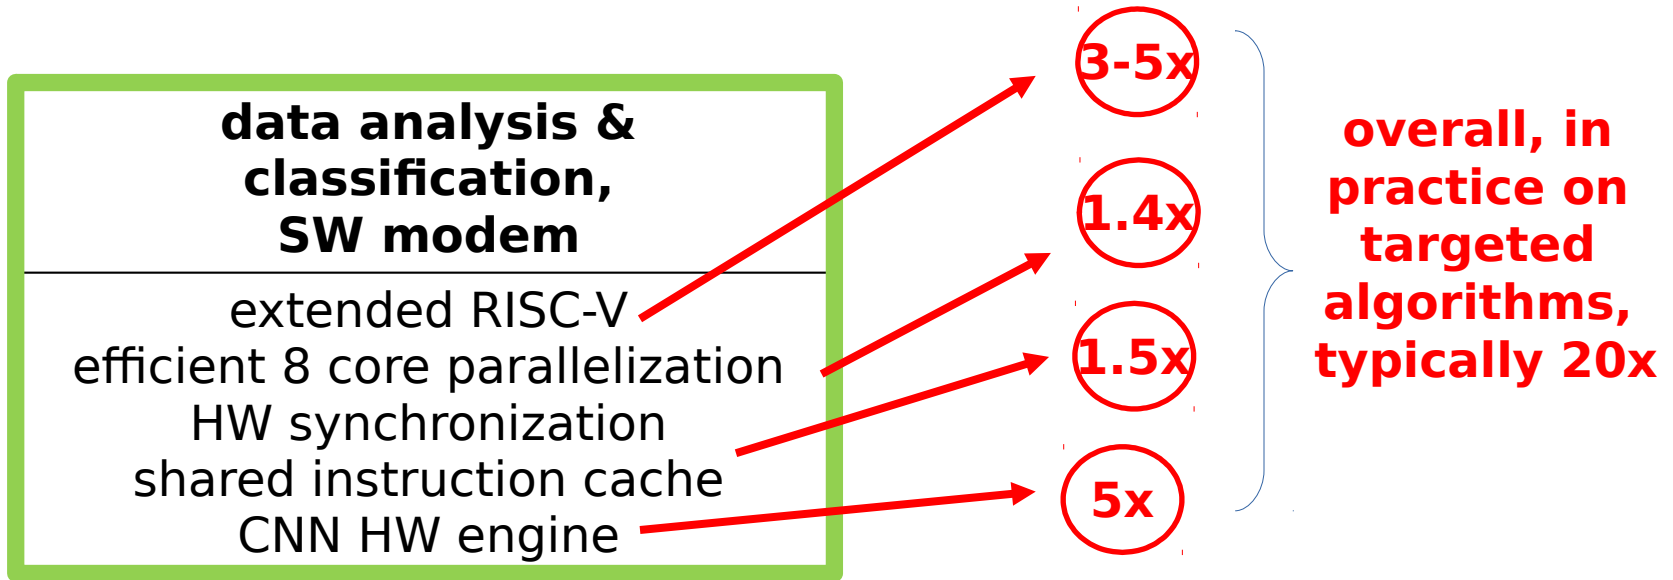 data analysis &
classification,
SW modem
extended RISC-V
efficient 8 core parallelization
HW synchronization
shared instruction cache
CNN HW engine
3-5x
1.4x
1.5x
5x
overall, in
practice on
targeted
algorithms,
typically 20x